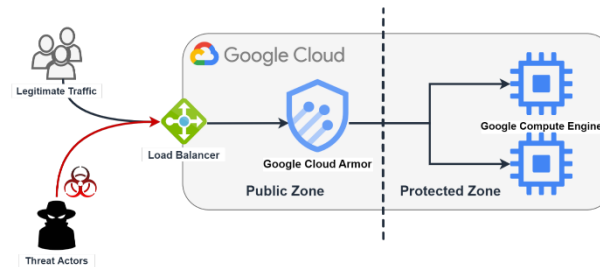 Google Cloud
Legitimate Traffic
Google Compute Engine
Load Balancer
Google Cloud Armor
Public Zone
Protected Zone
Threat Actors